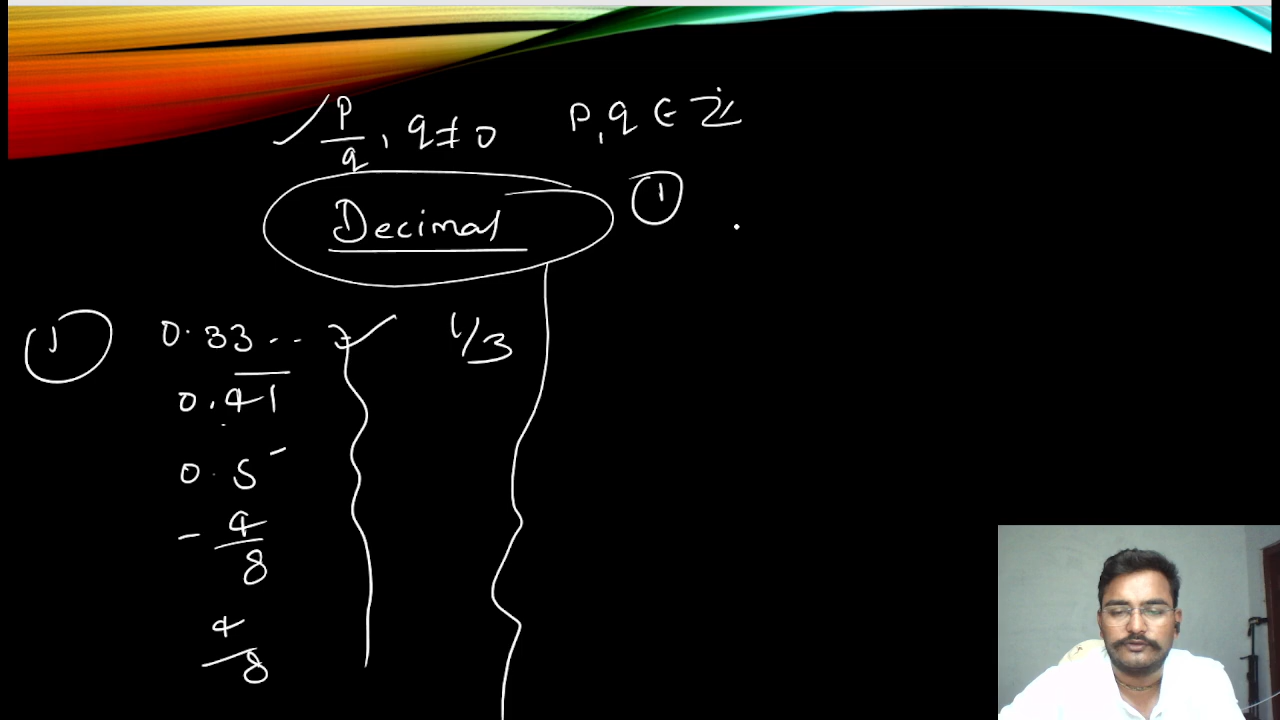 p/q, q ≠ 0 p, q ∈ Z
Decimal
①
① 0.33... 1/3
0.41
0.5
- 4/8
4/8